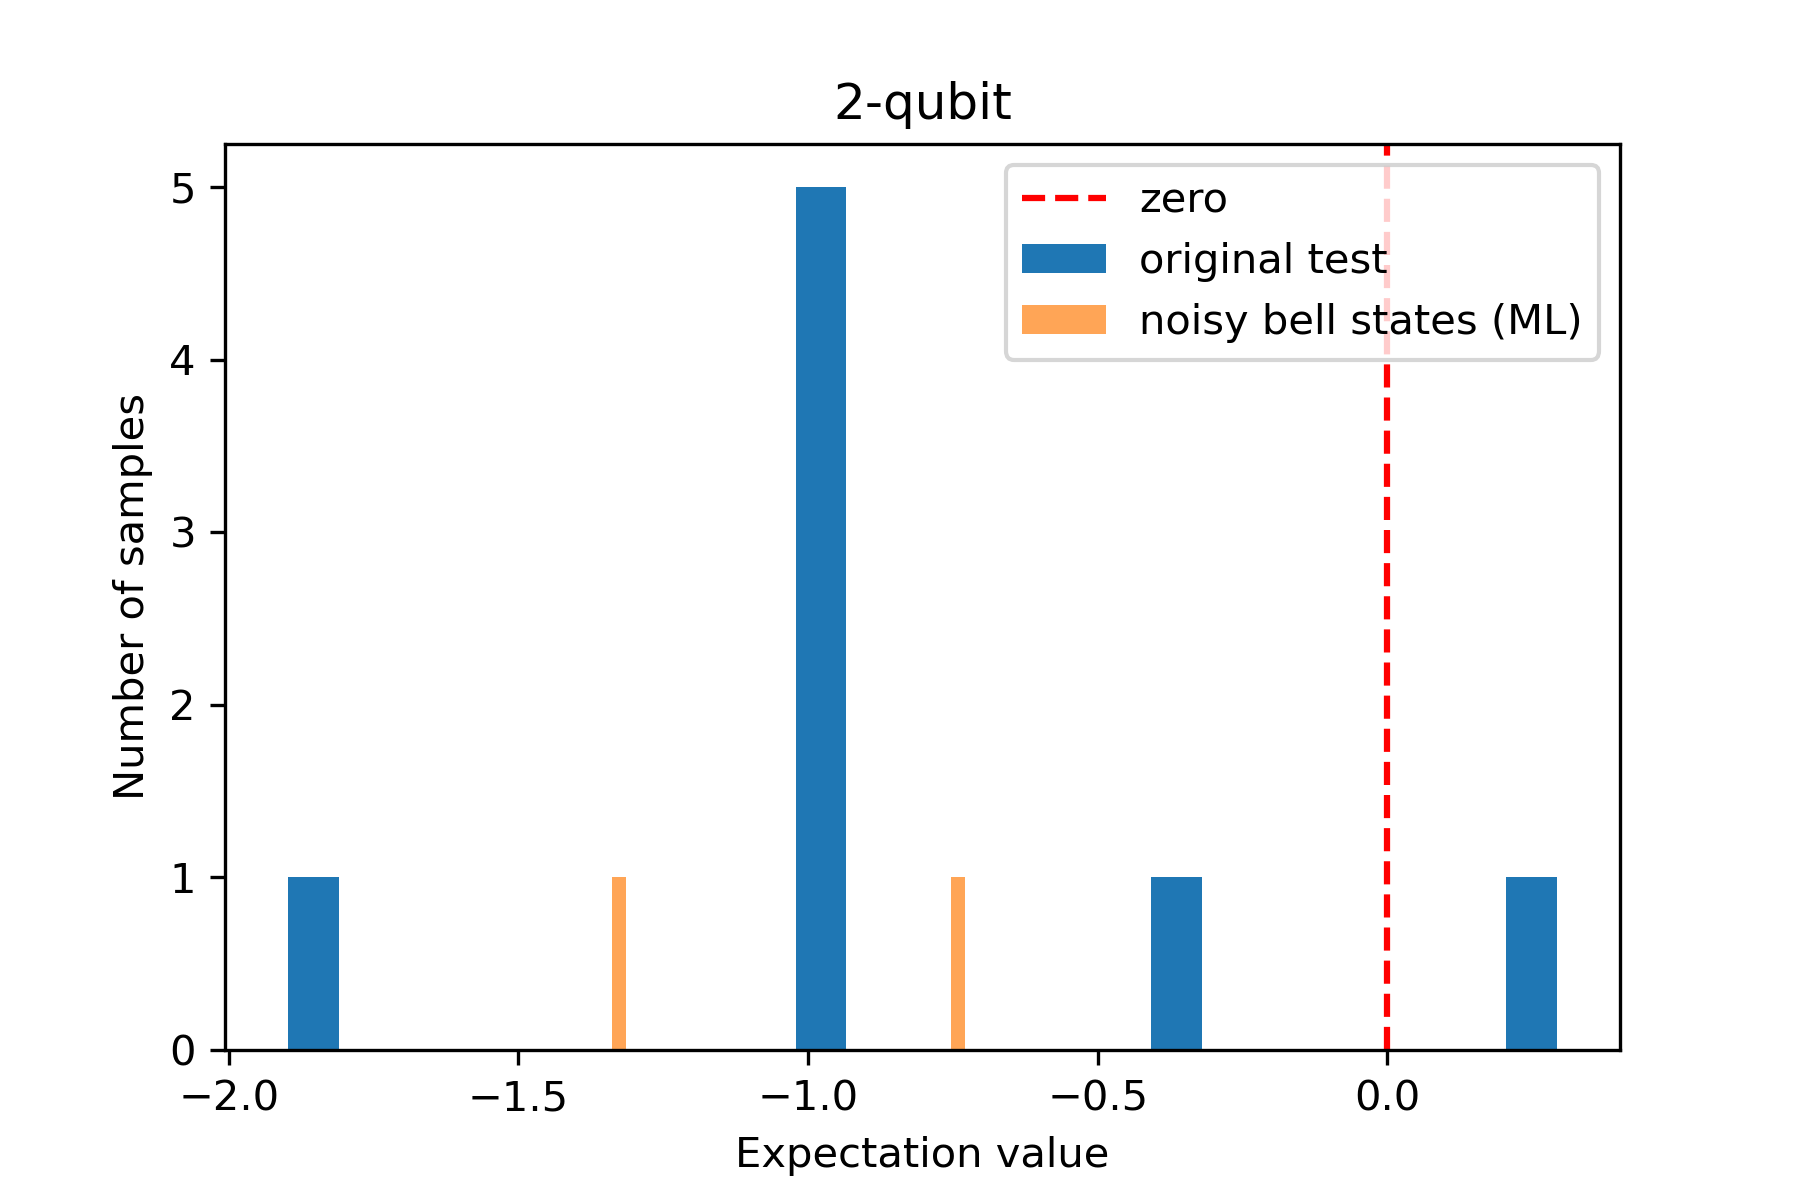 2-qubit
zero
original test
noisy bell states (ML)
5
4
3
2
1
0
Number of samples
−2.0 −1.5 −1.0 −0.5 0.0
Expectation value